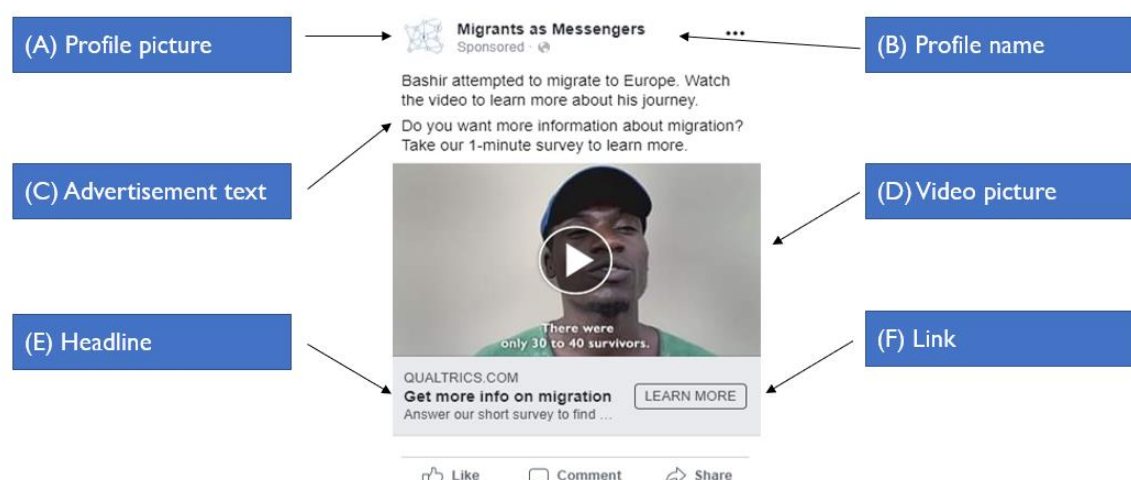 (A) Profile picture
Migrants as Messengers
Sponsored ·
(B) Profile name
Bashir attempted to migrate to Europe. Watch
the video to learn more about his journey.
Do you want more information about migration?
Take our 1-minute survey to learn more.
(C) Advertisement text
(D) Video picture
There were
only 30 to 40 survivors.
(E) Headline
(F) Link
QUALTRICS.COM
Get more info on migration
LEARN MORE
Answer our short survey to find ...
Like
Comment
Share